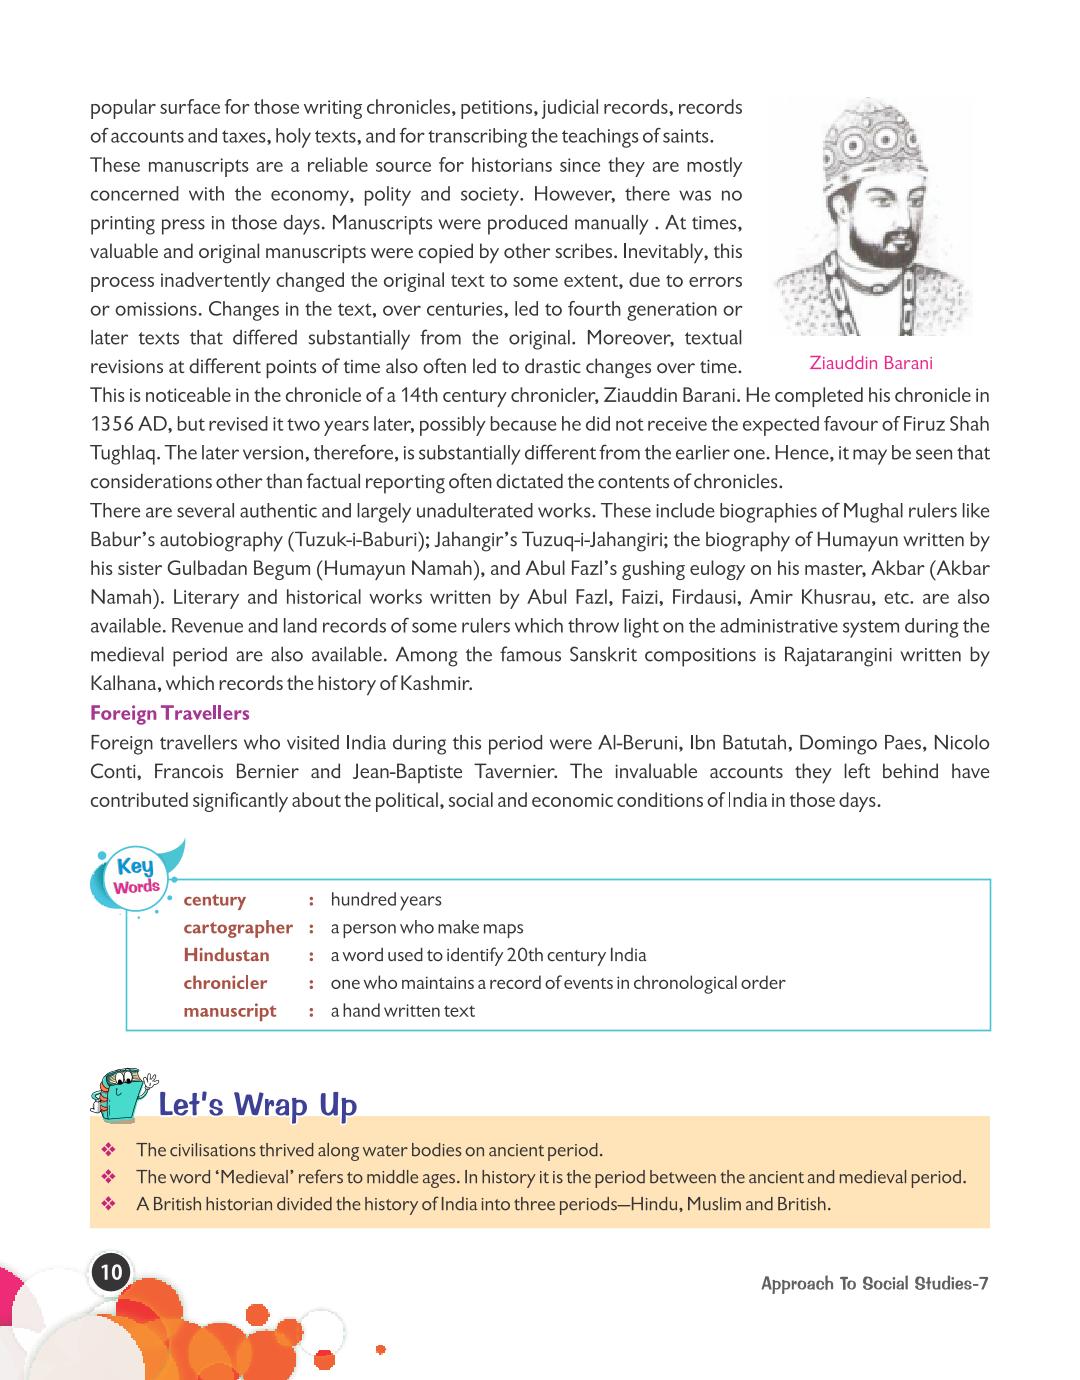 popular surface for those writing chronicles, petitions, judicial records, records
of accounts and taxes, holy texts, and for transcribing the teachings of saints.
These manuscripts are a reliable source for historians since they are mostly
concerned with the economy, polity and society. However, there was no
printing press in those days. Manuscripts were produced manually . At times,
valuable and original manuscripts were copied by other scribes. Inevitably, this
process inadvertently changed the original text to some extent, due to errors
or omissions. Changes in the text, over centuries, led to fourth generation or
later texts that differed substantially from the original. Moreover, textual
revisions at different points of time also often led to drastic changes over time.
Ziauddin Barani
This is noticeable in the chronicle of a 14th century chronicler, Ziauddin Barani. He completed his chronicle in
1356 AD, but revised it two years later, possibly because he did not receive the expected favour of Firuz Shah
Tughlaq. The later version, therefore, is substantially different from the earlier one. Hence, it may be seen that
considerations other than factual reporting often dictated the contents of chronicles.
There are several authentic and largely unadulterated works. These include biographies of Mughal rulers like
Babur's autobiography (Tuzuk-i-Baburi); Jahangir's Tuzuq-i-Jahangiri; the biography of Humayun written by
his sister Gulbadan Begum (Humayun Namah), and Abul Fazl's gushing eulogy on his master, Akbar (Akbar
Namah). Literary and historical works written by Abul Fazl, Faizi, Firdausi, Amir Khusrau, etc. are also
available. Revenue and land records of some rulers which throw light on the administrative system during the
medieval period are also available. Among the famous Sanskrit compositions is Rajatarangini written by
Kalhana, which records the history of Kashmir.
Foreign Travellers
Foreign travellers who visited India during this period were Al-Beruni, Ibn Batutah, Domingo Paes, Nicolo
Conti, Francois Bernier and Jean-Baptiste Tavernier. The invaluable accounts they left behind have
contributed significantly about the political, social and economic conditions of India in those days.
Key
Words
century : hundred years
cartographer : a person who make maps
Hindustan : a word used to identify 20th century India
chronicler : one who maintains a record of events in chronological order
manuscript : a hand written text
Let's Wrap Up
❖ The civilisations thrived along water bodies on ancient period.
❖ The word 'Medieval' refers to middle ages. In history it is the period between the ancient and medieval period.
❖ A British historian divided the history of India into three periods—Hindu, Muslim and British.
10
Approach To Social Studies-7